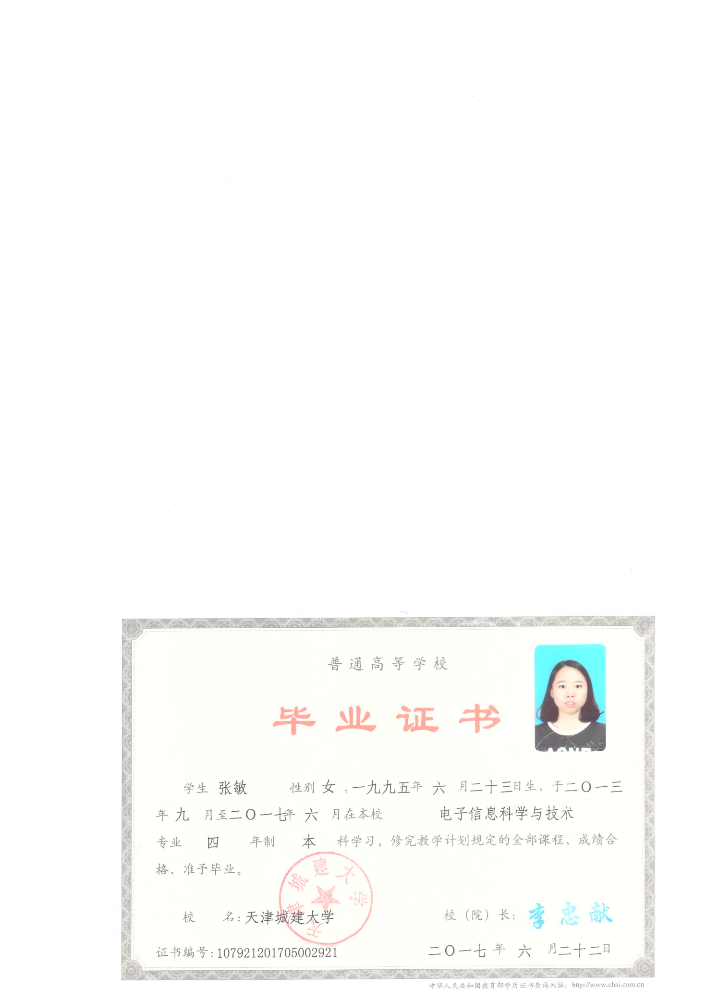 普通高等学校
毕业证书
学生 张敏 性别 女 ,一九九五年 六 月二十三日生，于二〇一三
年 九 月至二〇一七年 六 月在本校 电子信息科学与技术
专业 四 年制 本 科学习，修完教学计划规定的全部课程，成绩合
格，准予毕业。
天津城建大学
校 名：天津城建大学 校（院）长：李忠献
证书编号：107921201705002921 二〇一七年 六 月二十二日
中华人民共和国教育部学历证书查询网址：http://www.chsi.com.cn